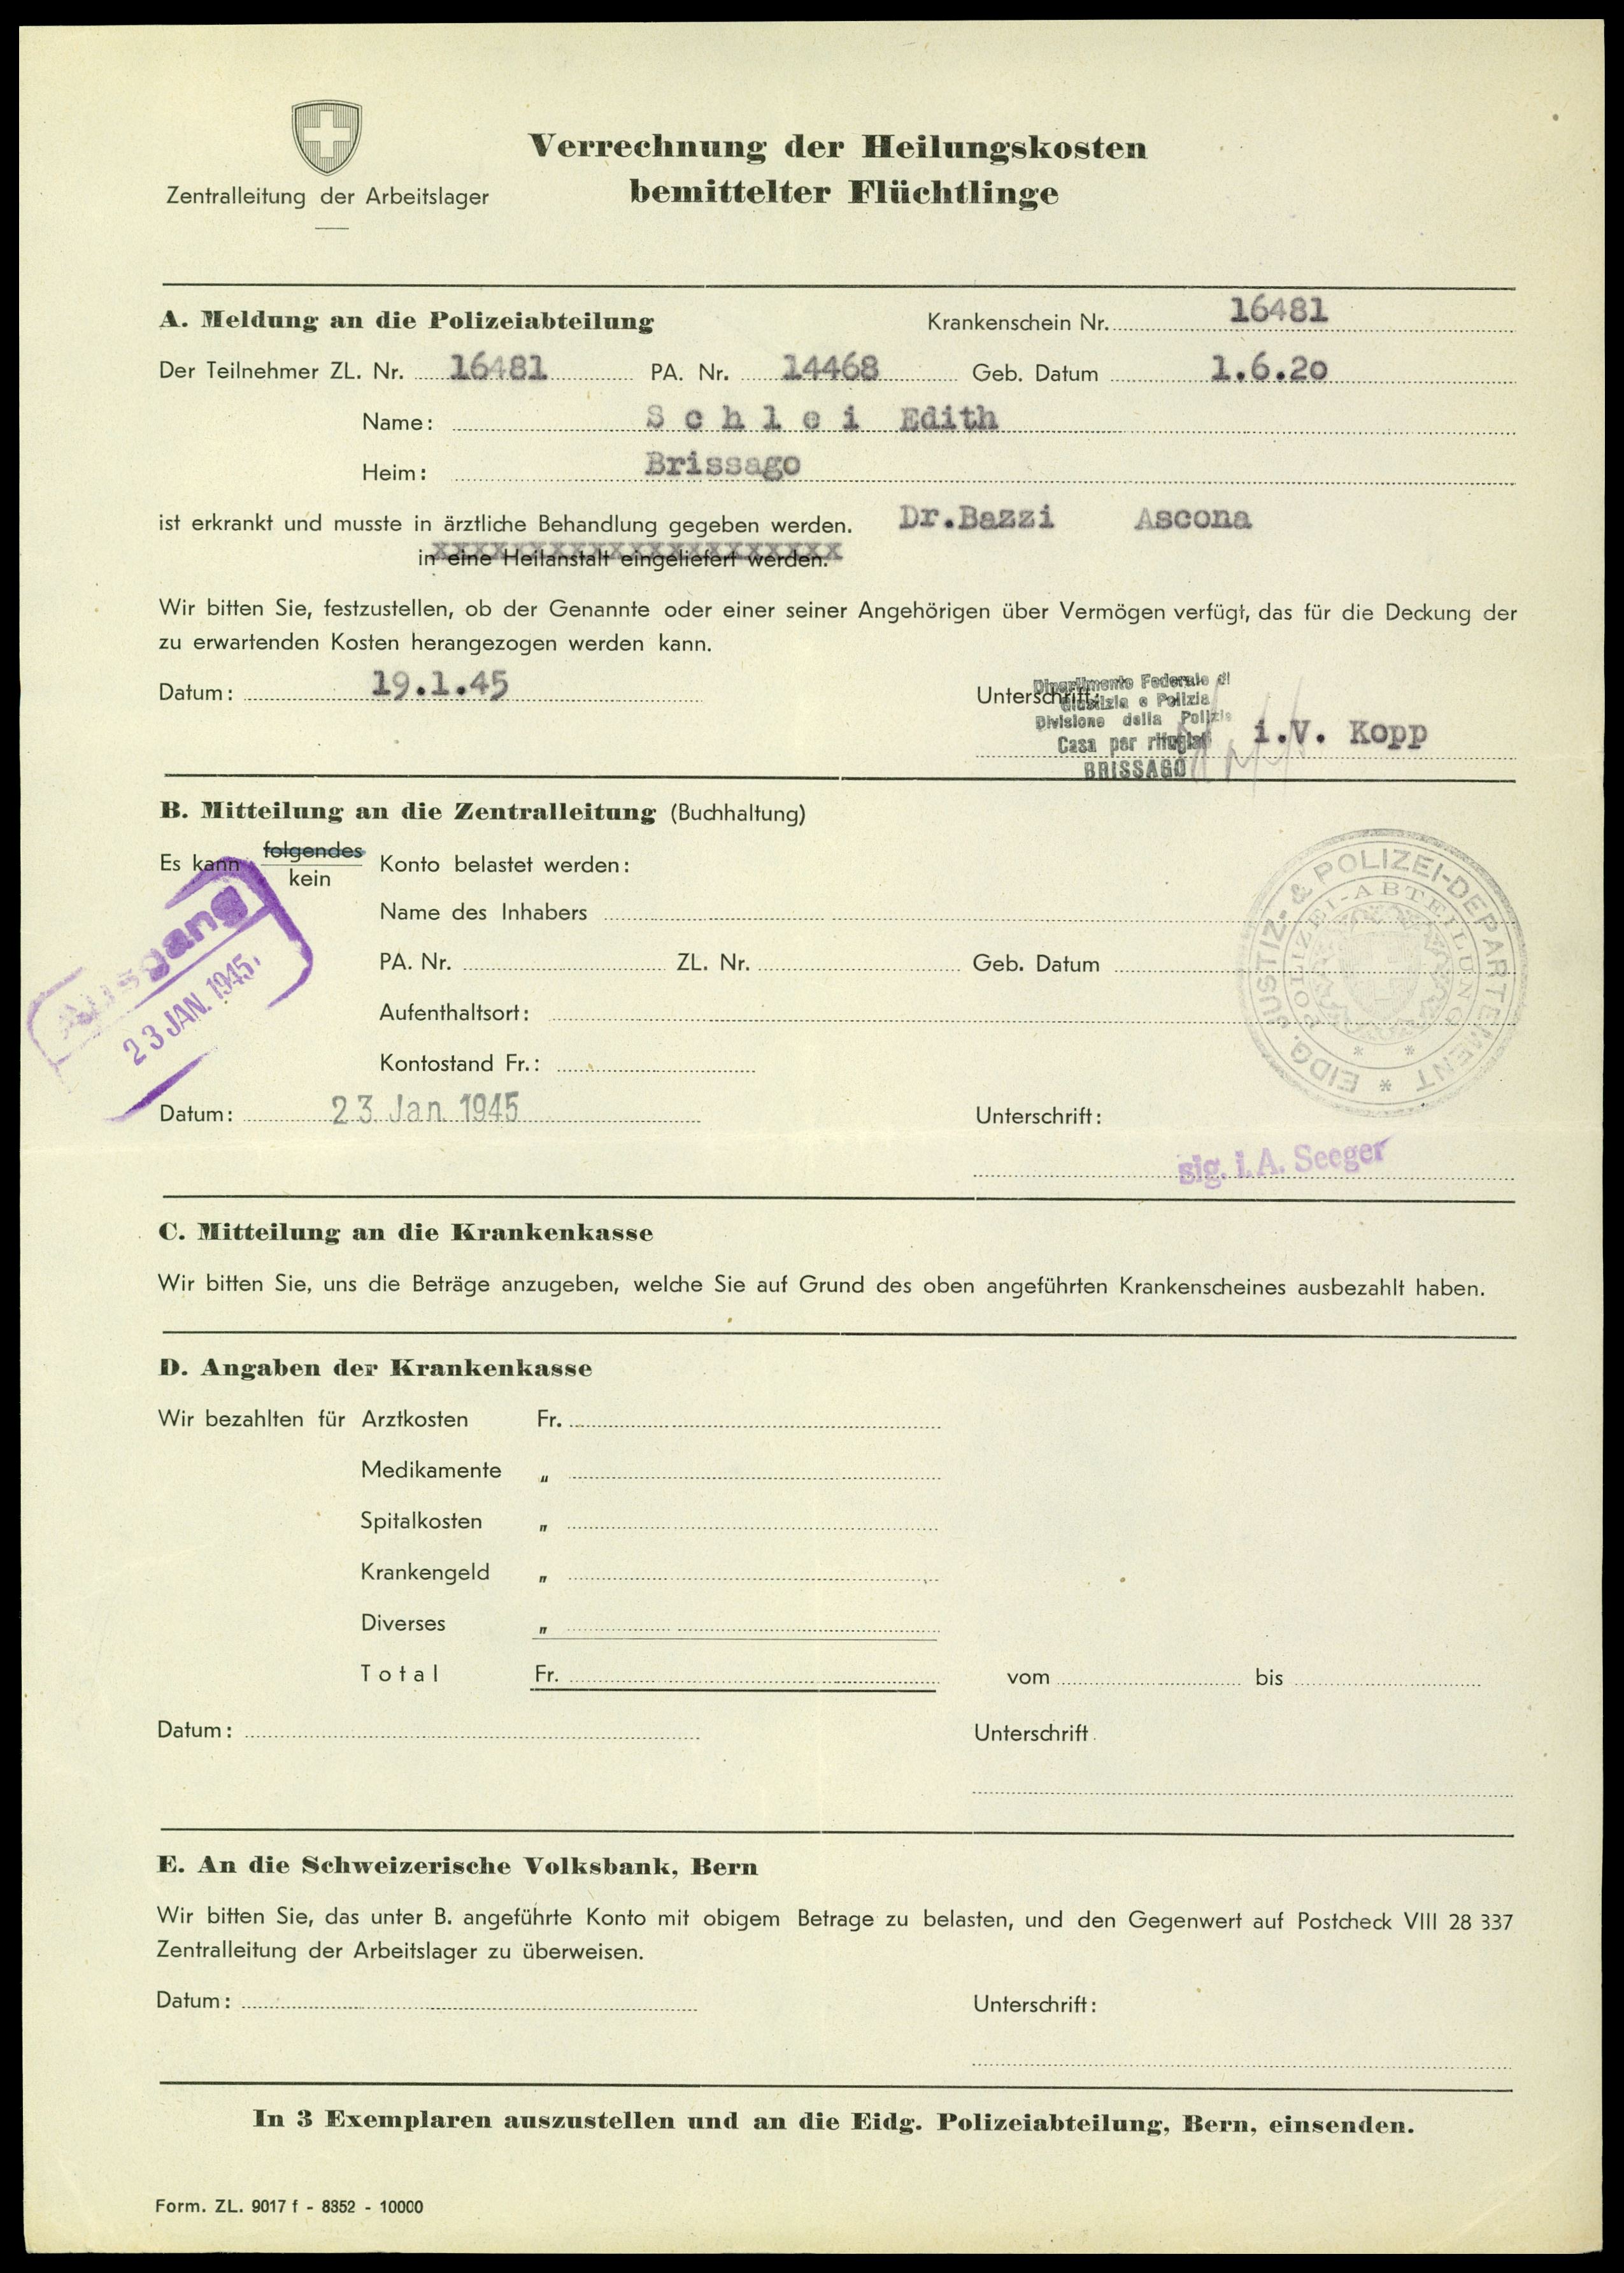 Zentralleitung der Arbeitslager
Verrechnung der Heilungskosten
bemittelter Flüchtlinge
A. Meldung an die Polizeiabteilung
Krankenschein Nr. 16481
Der Teilnehmer ZL. Nr. 16481 PA. Nr. 14468 Geb. Datum 1.6.20
Name: Schlei Edith
Heim: Brissago
ist erkrankt und musste in ärztliche Behandlung gegeben werden. Dr.Bazzi Ascona
in eine Heilanstalt eingeliefert werden.
Wir bitten Sie, festzustellen, ob der Genannte oder einer seiner Angehörigen über Vermögen verfügt, das für die Deckung der
zu erwartenden Kosten herangezogen werden kann.
Datum: 19.1.45
Unterschrift:
Dipartimento Federale di
Giustizia e Polizia
Divisione della Polizia
Casa per rifugiati
BRISSAGO
i.V. Kopp
B. Mitteilung an die Zentralleitung (Buchhaltung)
Es kann folgendes
kein
Konto belastet werden:
Name des Inhabers
PA. Nr. ZL. Nr. Geb. Datum
Aufenthaltsort:
Kontostand Fr.:
Ausgang
23 JAN. 1945
EIDG. JUSTIZ- & POLIZEI-DEPARTEMENT *
POLIZEI-ABTEILUNG * *
Datum: 23. Jan. 1945
Unterschrift:
sig. i.A. Seeger
C. Mitteilung an die Krankenkasse
Wir bitten Sie, uns die Beträge anzugeben, welche Sie auf Grund des oben angeführten Krankenscheines ausbezahlt haben.
D. Angaben der Krankenkasse
Wir bezahlten für Arztkosten Fr.
Medikamente „
Spitalkosten „
Krankengeld „
Diverses „
Total Fr. vom bis
Datum: Unterschrift.
E. An die Schweizerische Volksbank, Bern
Wir bitten Sie, das unter B. angeführte Konto mit obigem Betrage zu belasten, und den Gegenwert auf Postcheck VIII 28 337
Zentralleitung der Arbeitslager zu überweisen.
Datum: Unterschrift:
In 3 Exemplaren auszustellen und an die Eidg. Polizeiabteilung, Bern, einsenden.
Form. ZL. 9017 f - 8352 - 10000